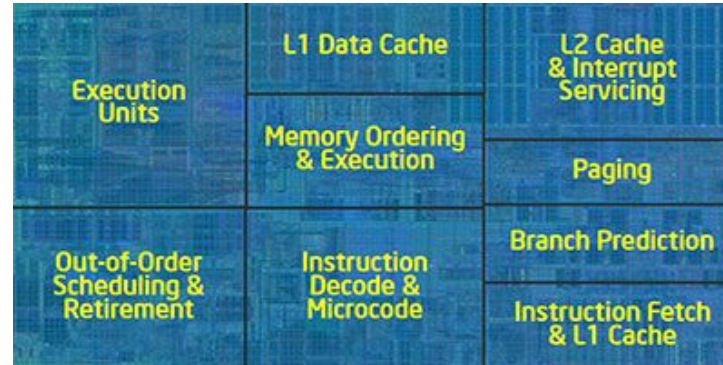 Execution
Units
L1 Data Cache
L2 Cache
& Interrupt
Servicing
Memory Ordering
& Execution
Paging
Branch Prediction
Out-of-Order
Scheduling &
Retirement
Instruction
Decode &
Microcode
Instruction Fetch
& L1 Cache